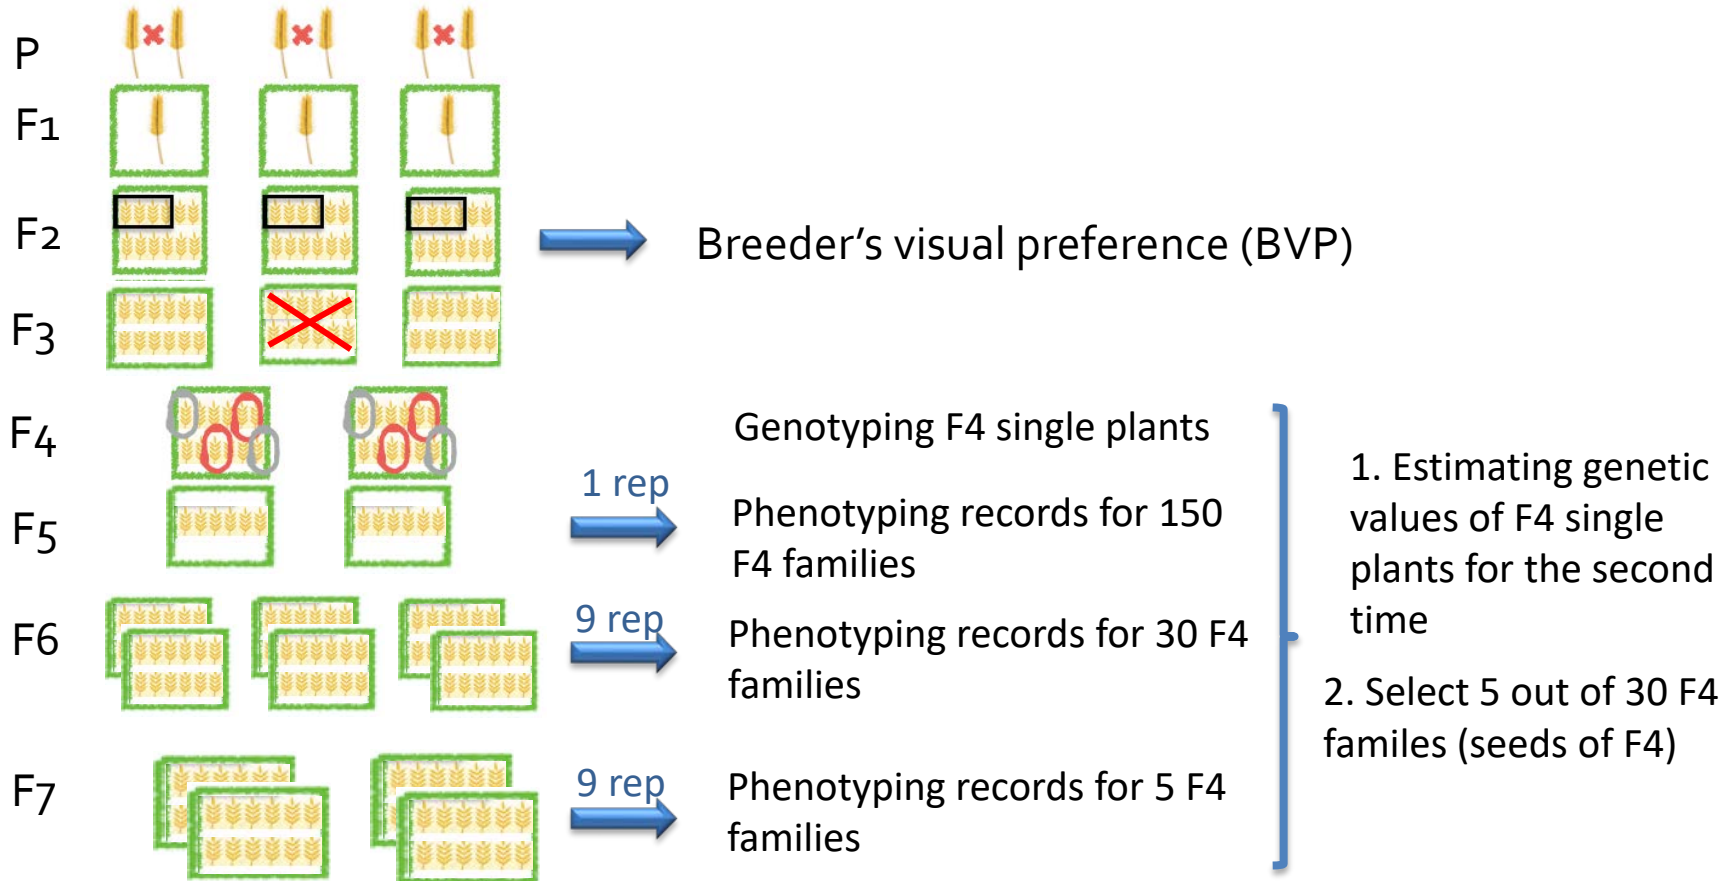 P
F1
F2
Breeder's visual preference (BVP)
F3
F4
Genotyping F4 single plants
F5
1 rep
Phenotyping records for 150
F4 families
F6
9 rep
Phenotyping records for 30 F4
families
F7
9 rep
Phenotyping records for 5 F4
families
1. Estimating genetic
values of F4 single
plants for the second
time
2. Select 5 out of 30 F4
familes (seeds of F4)